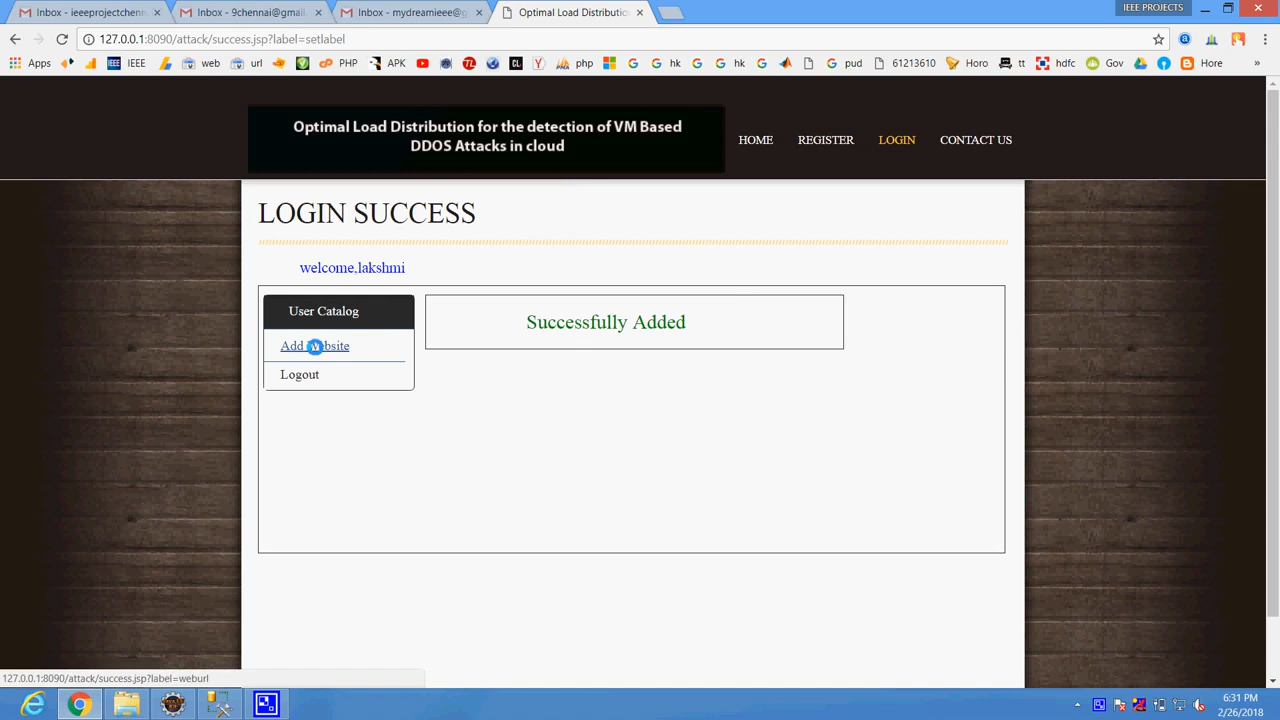 Inbox - ieeeprojectchenn
Inbox - 9chennai@gmail.
Inbox - mydreamieee@g
Optimal Load Distributio
IEEE PROJECTS
127.0.0.1:8090/attack/success.jsp?label=setlabel
Apps
IEEE
web
url
PHP
APK
CL
php
hk
hk
pud
61213610
Horo
tt
hdfc
Gov
Hore
»
Optimal Load Distribution for the detection of VM Based
DDOS Attacks in cloud
HOME
REGISTER
LOGIN
CONTACT US
LOGIN SUCCESS
welcome,lakshmi
User Catalog
Successfully Added
Add Website
Logout
127.0.0.1:8090/attack/success.jsp?label=weburl
6:31 PM
2/26/2018